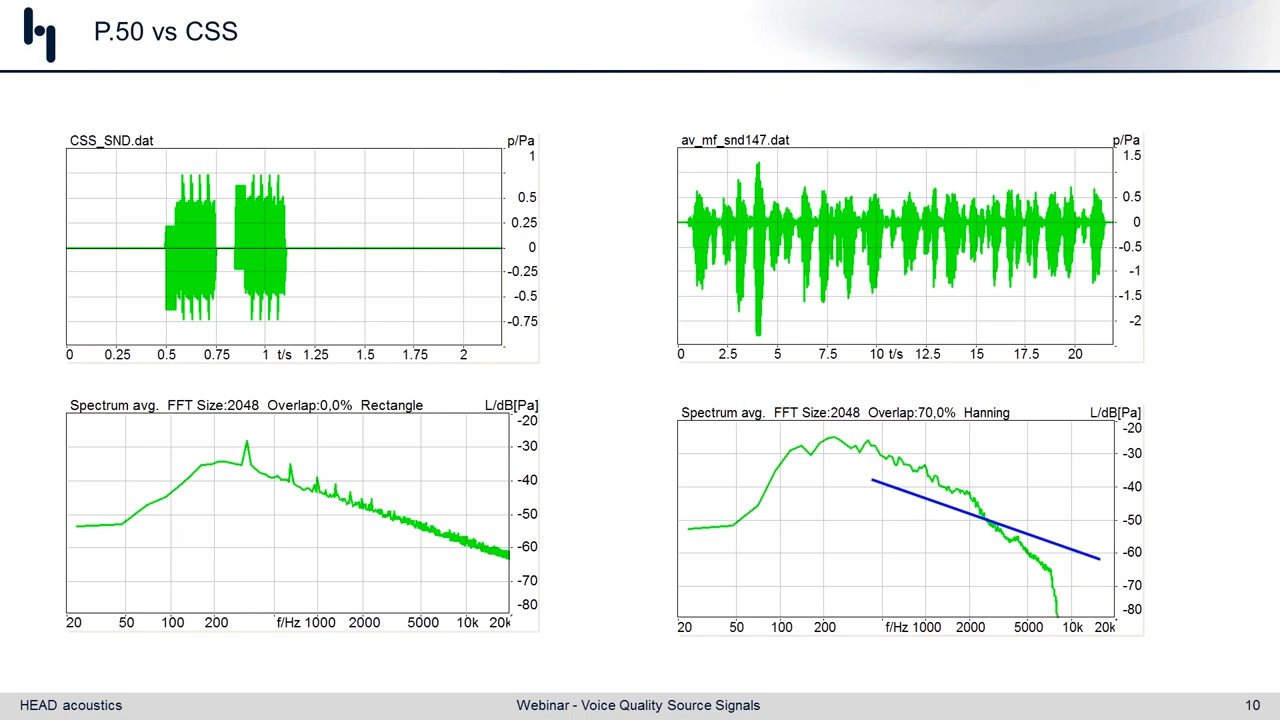 P.50 vs CSS
CSS_SND.dat p/Pa
1
0.5
0.25
0
-0.25
-0.5
-0.75
0 0.25 0.5 0.75 1 t/s 1.25 1.5 1.75 2
av_mf_snd147.dat p/Pa
1.5
0.5
0
-0.5
-1
-1.5
-2
0 2.5 5 7.5 10 t/s 12.5 15 17.5 20
Spectrum avg. FFT Size:2048 Overlap:0,0% Rectangle L/dB[Pa]
-20
-30
-40
-50
-60
-70
-80
20 50 100 200 f/Hz 1000 2000 5000 10k 20k
Spectrum avg. FFT Size:2048 Overlap:70,0% Hanning L/dB[Pa]
-20
-30
-40
-50
-60
-70
-80
20 50 100 200 f/Hz 1000 2000 5000 10k 20k
HEAD acoustics Webinar - Voice Quality Source Signals 10